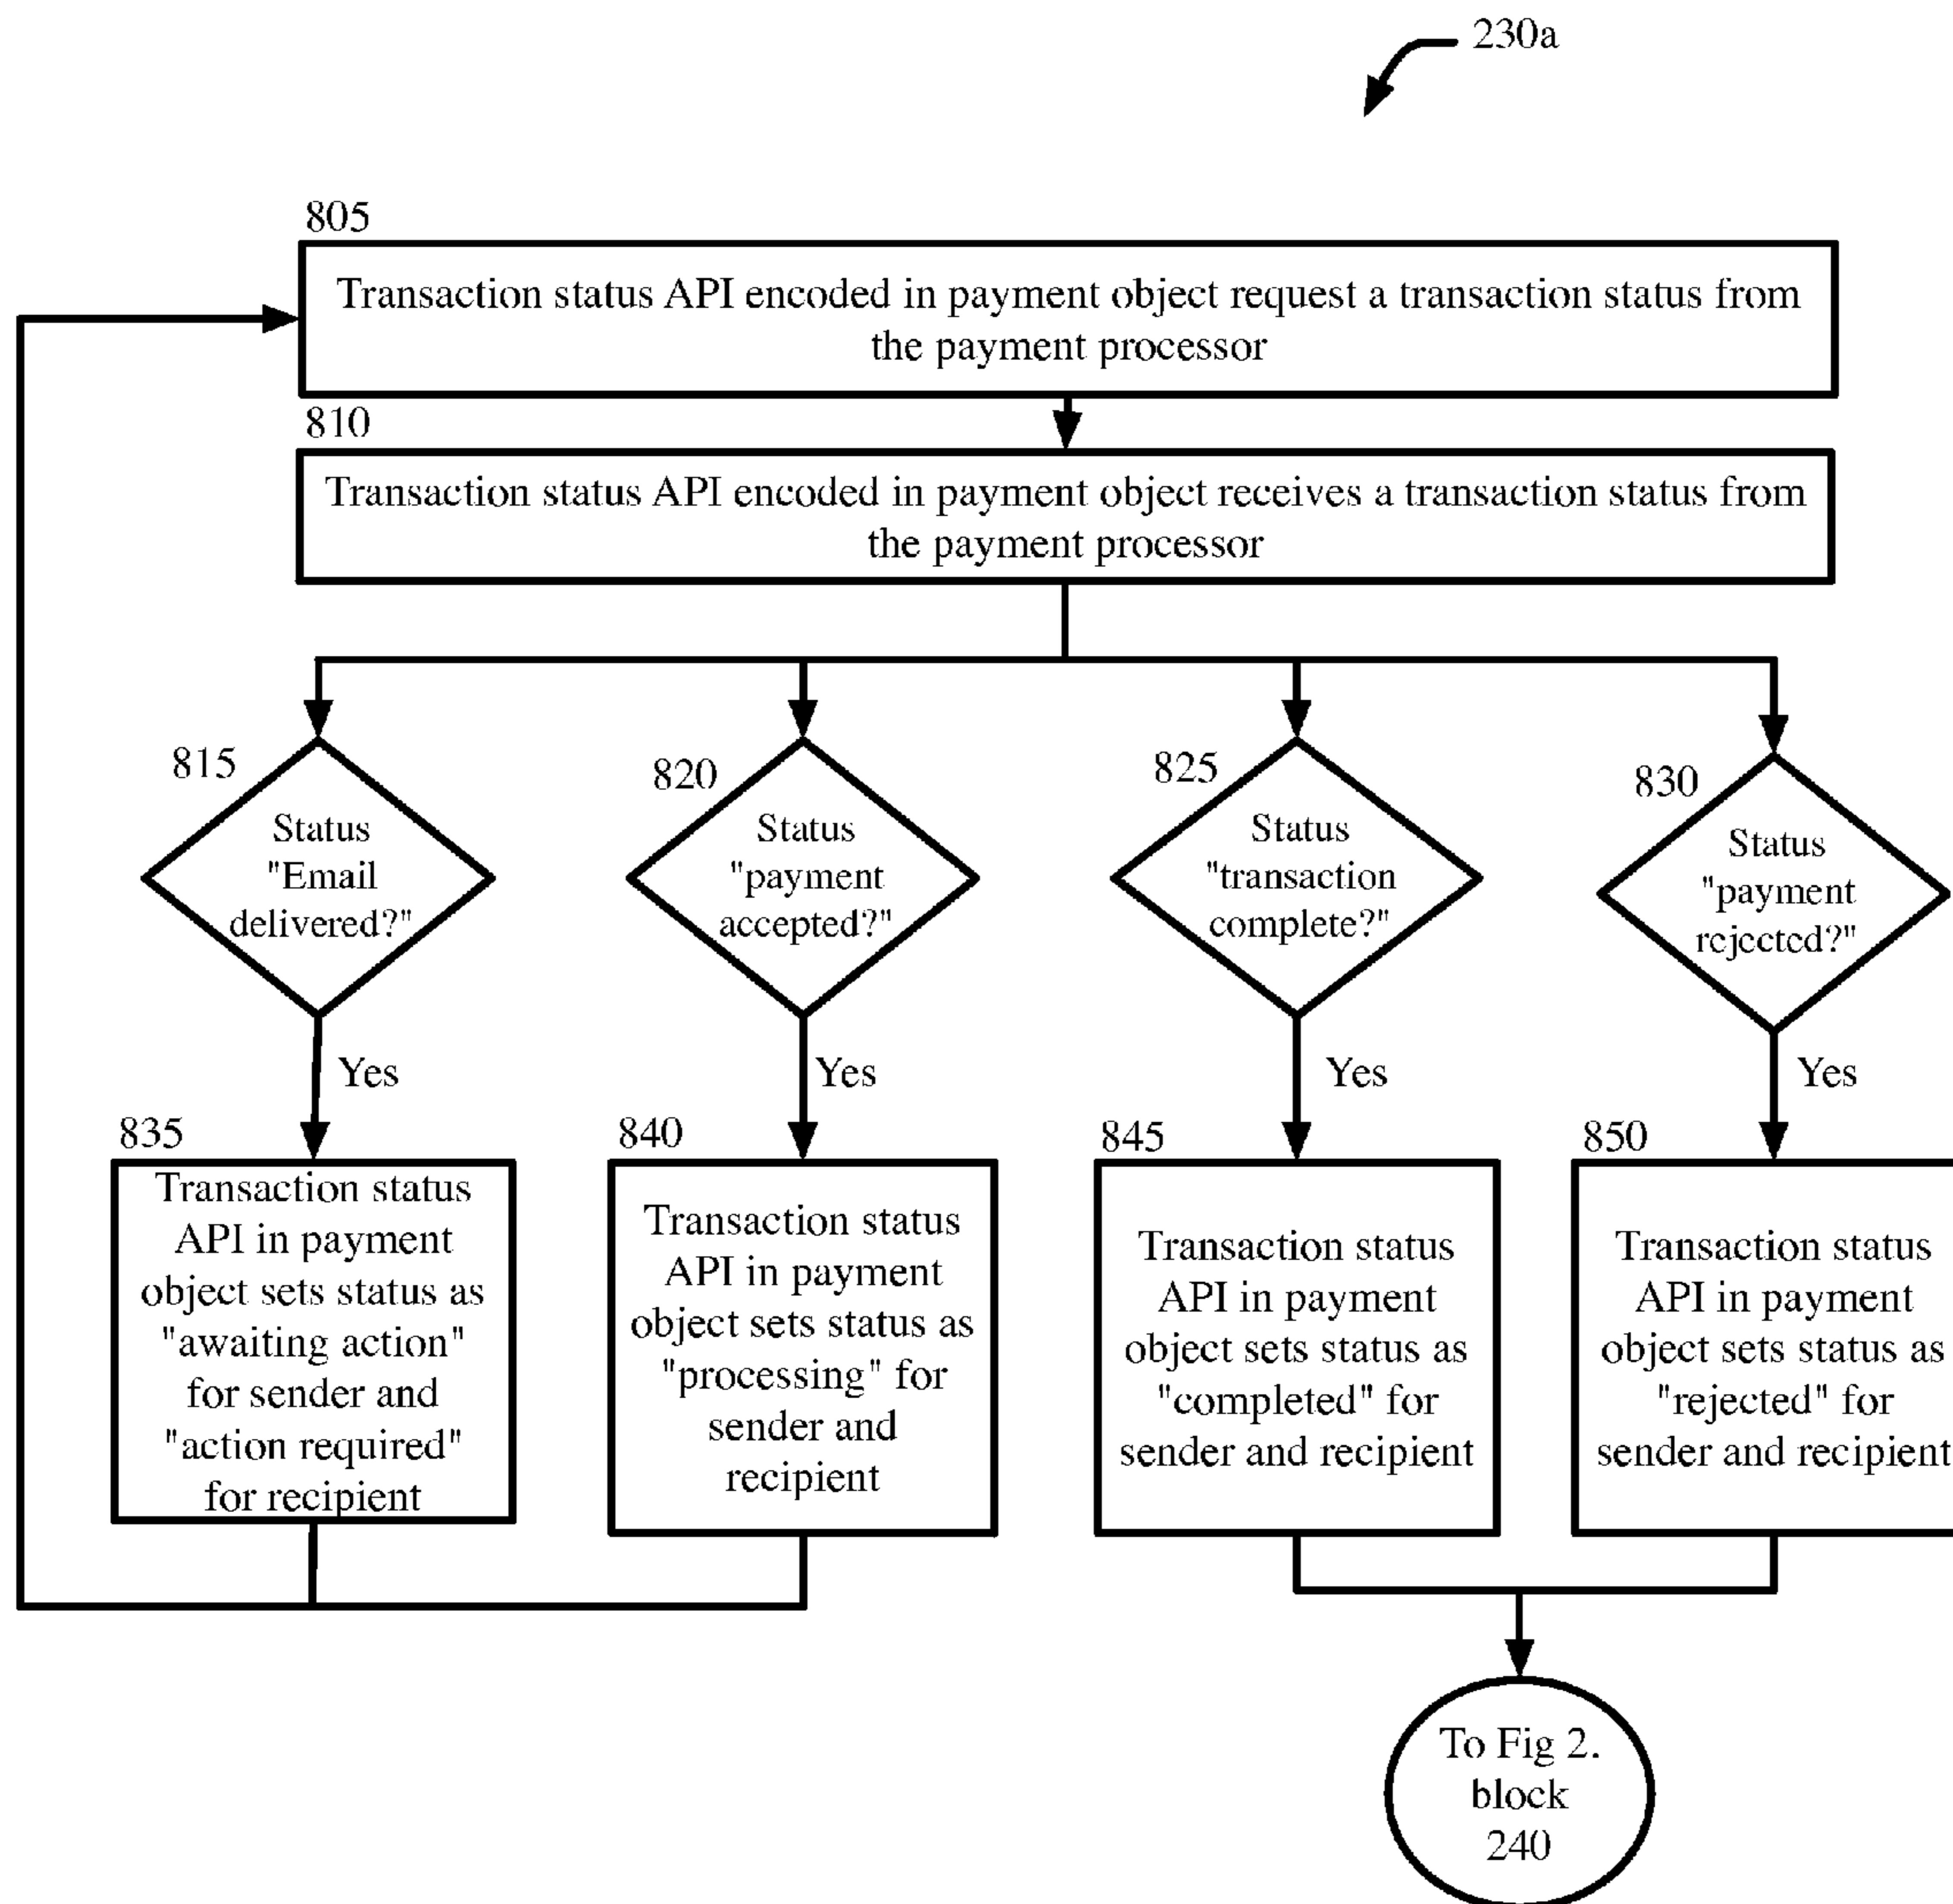 230a
805
Transaction status API encoded in payment object request a transaction status from
the payment processor
810
Transaction status API encoded in payment object receives a transaction status from
the payment processor
815
Status
"Email
delivered?"
820
Status
"payment
accepted?"
825
Status
"transaction
complete?"
830
Status
"payment
rejected?"
Yes
Yes
Yes
Yes
835
Transaction status
API in payment
object sets status as
"awaiting action"
for sender and
"action required"
for recipient
840
Transaction status
API in payment
object sets status as
"processing" for
sender and
recipient
845
Transaction status
API in payment
object sets status as
"completed" for
sender and recipient
850
Transaction status
API in payment
object sets status as
"rejected" for
sender and recipient
To Fig 2.
block
240